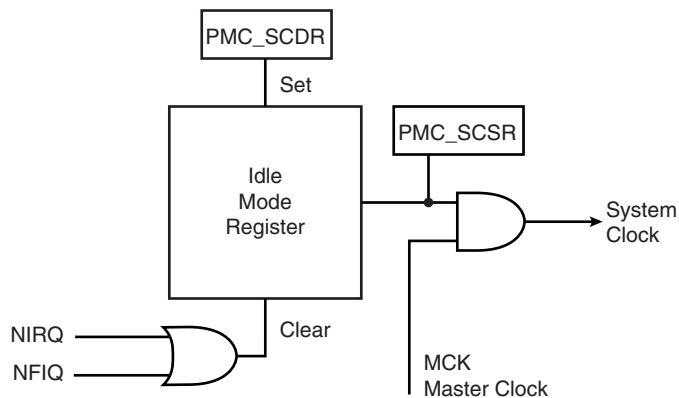 PMC_SCDR
Set
PMC_SCSR
Idle
Mode
Register
System
Clock
Clear
NIRQ
NFIQ
MCK
Master Clock